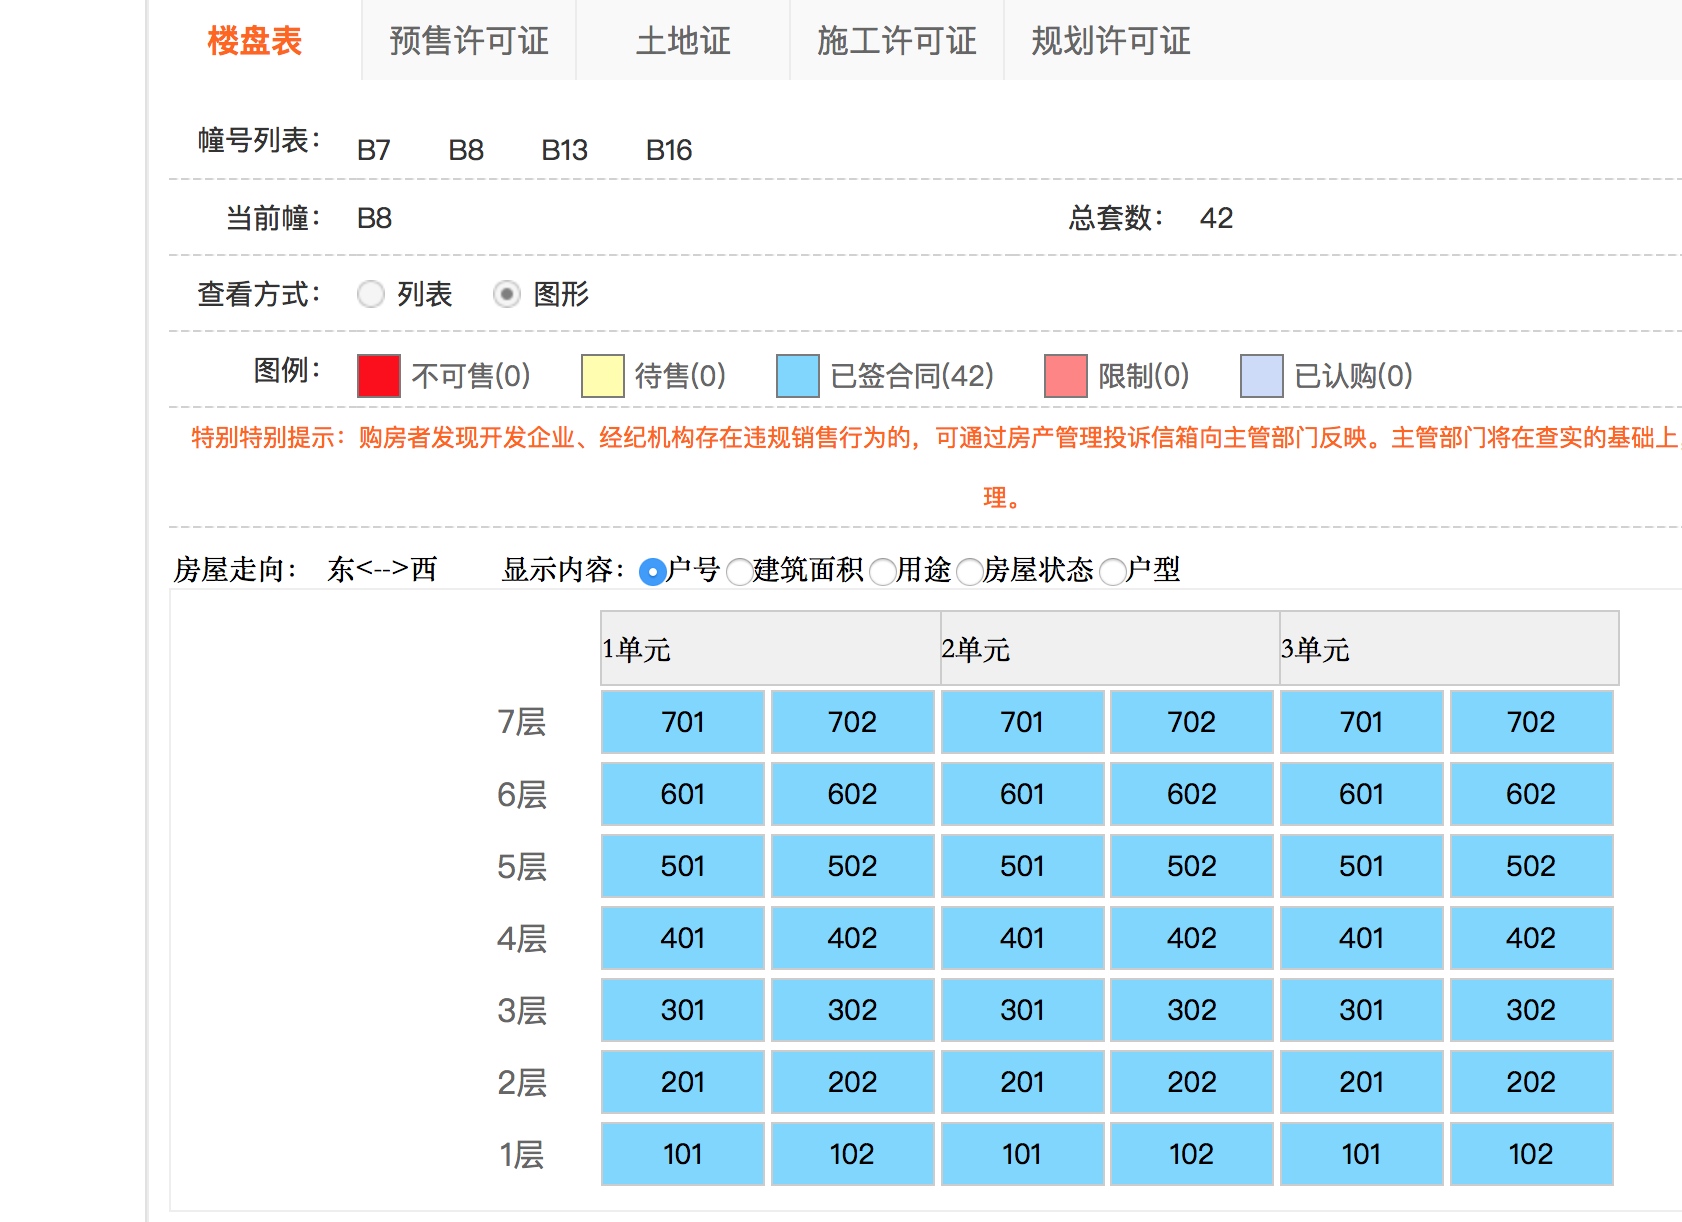 楼盘表 预售许可证 土地证 施工许可证 规划许可证
幢号列表： B7 B8 B13 B16
当前幢： B8 总套数： 42
查看方式： 列表 图形
图例： 不可售(0) 待售(0) 已签合同(42) 限制(0) 已认购(0)
特别特别提示：购房者发现开发企业、经纪机构存在违规销售行为的，可通过房产管理投诉信箱向主管部门反映。主管部门将在查实的基础上,
理。
房屋走向： 东<-->西 显示内容： 户号 建筑面积 用途 房屋状态 户型
1单元 2单元 3单元
7层 701 702 701 702 701 702
6层 601 602 601 602 601 602
5层 501 502 501 502 501 502
4层 401 402 401 402 401 402
3层 301 302 301 302 301 302
2层 201 202 201 202 201 202
1层 101 102 101 102 101 102